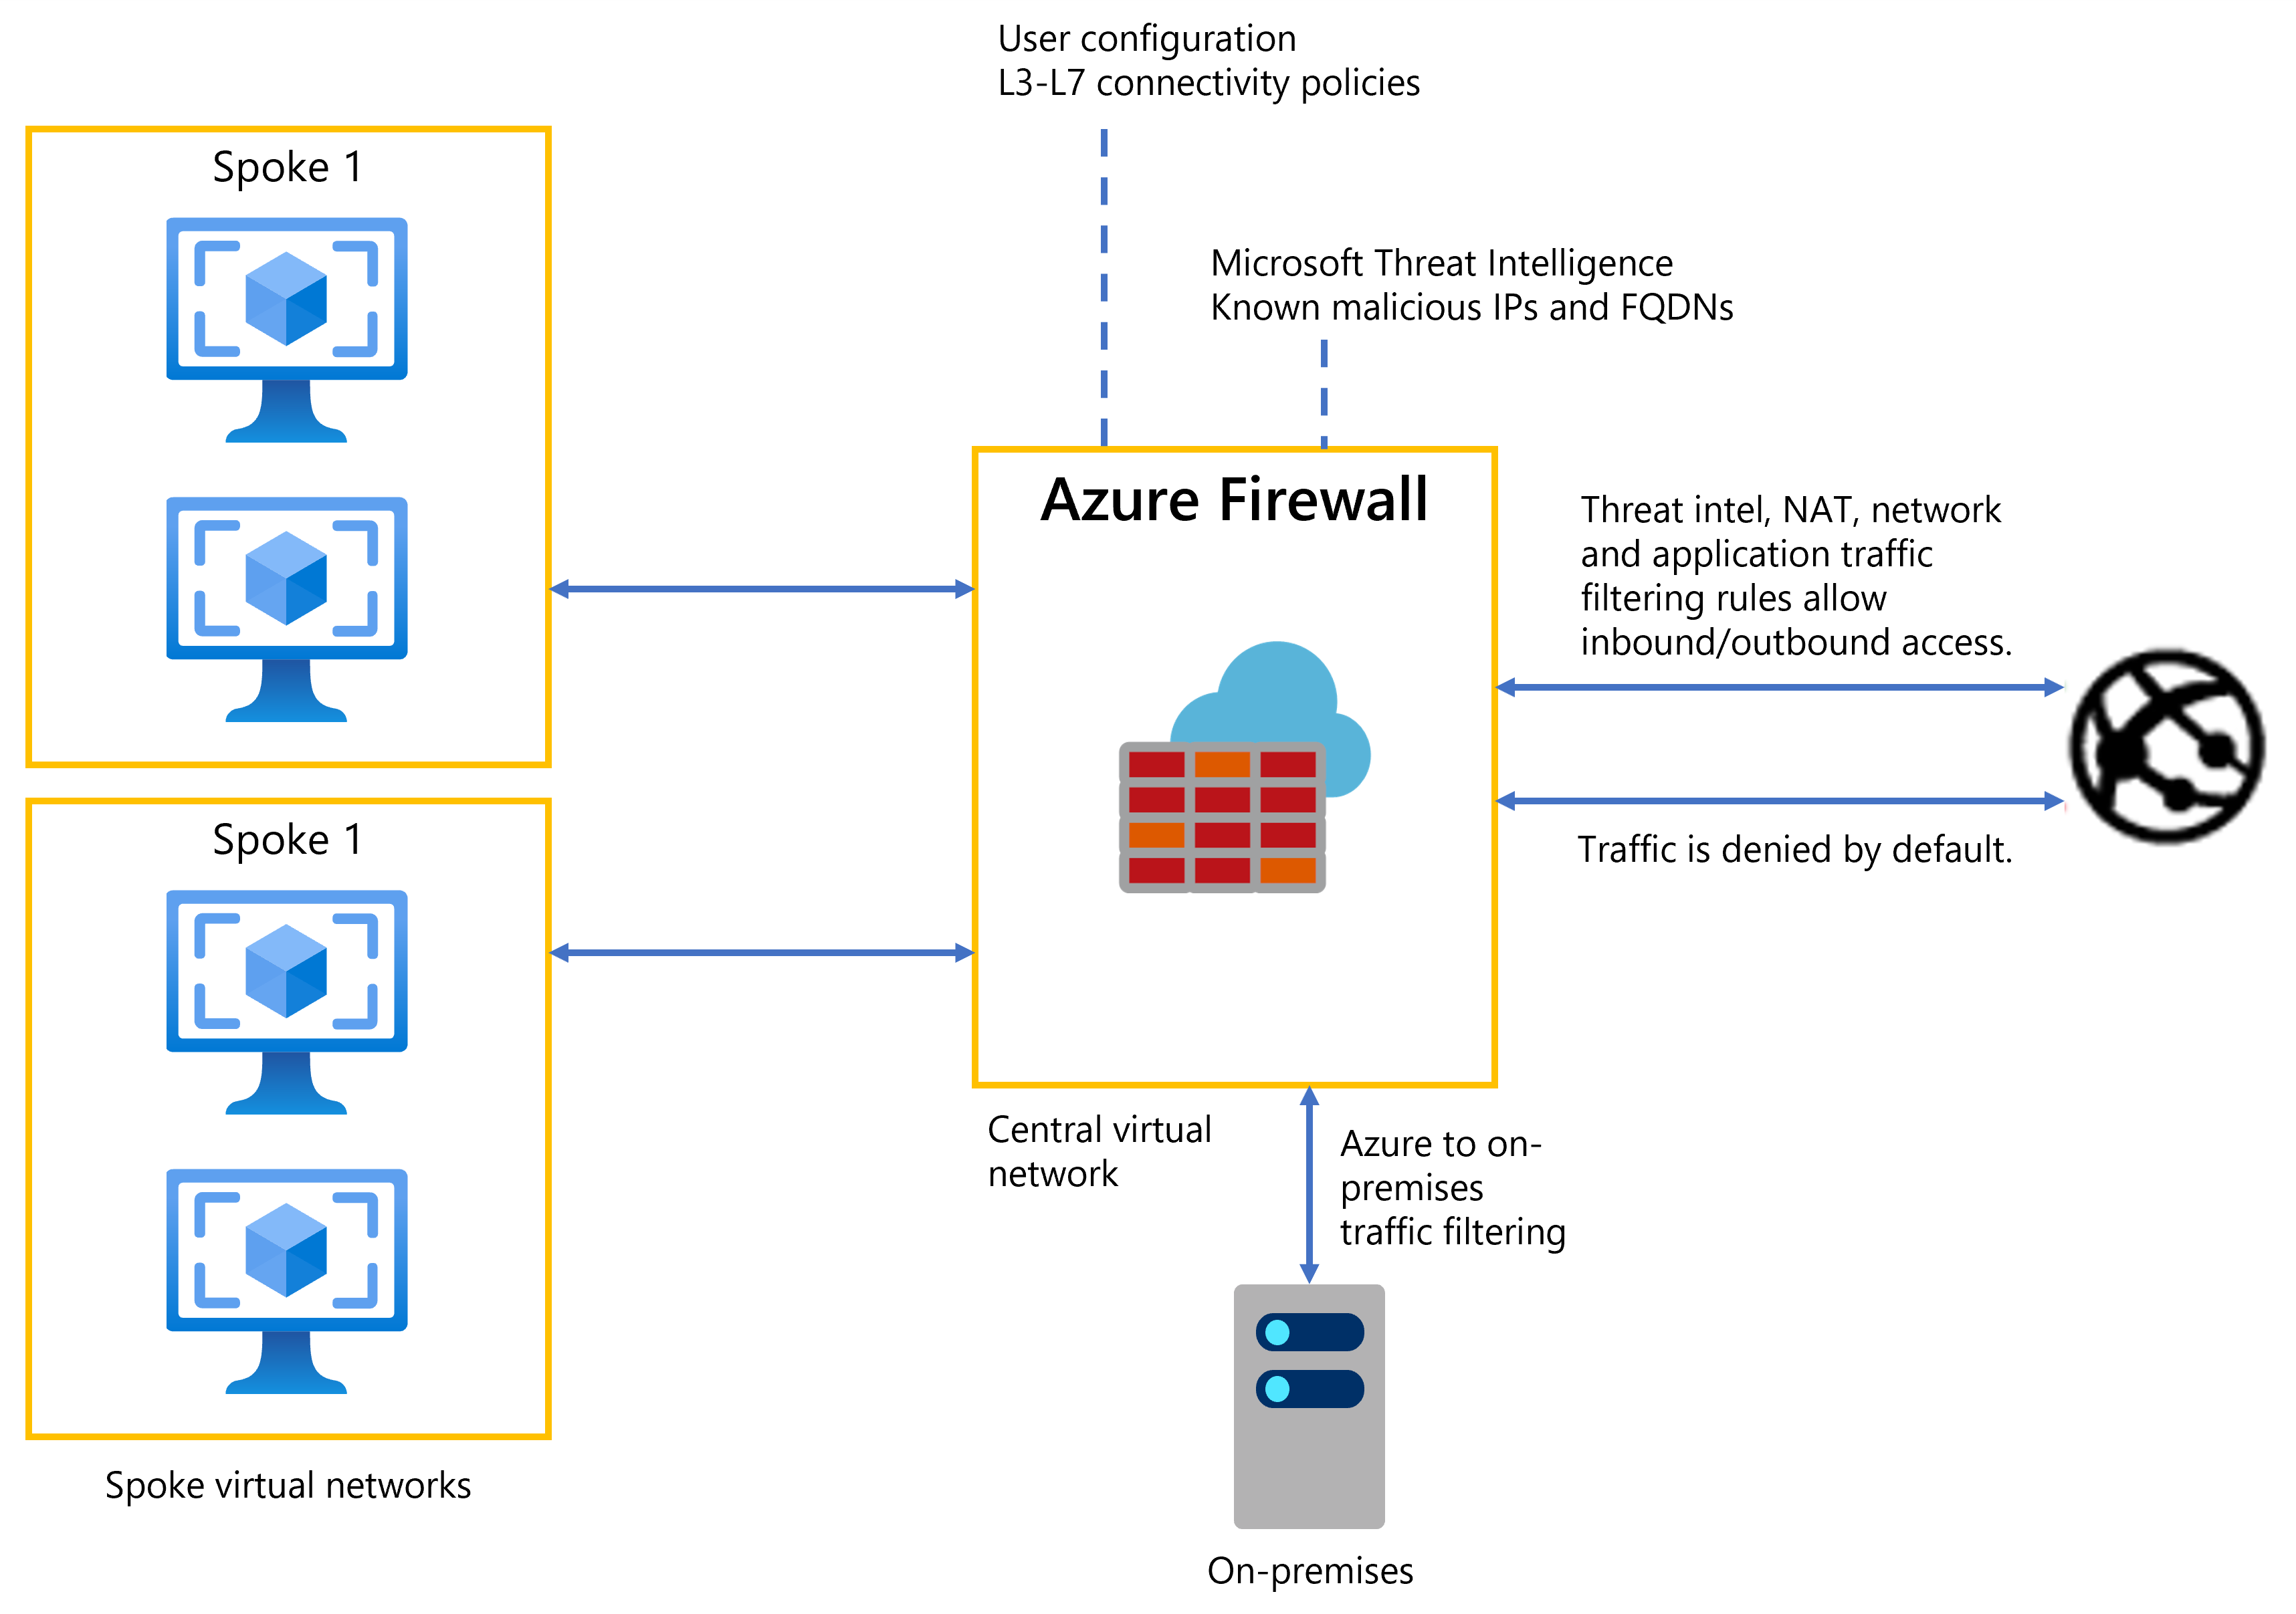 User configuration
L3-L7 connectivity policies
Spoke 1
Microsoft Threat Intelligence
Known malicious IPs and FQDNs
Azure Firewall
Threat intel, NAT, network
and application traffic
filtering rules allow
inbound/outbound access.
Traffic is denied by default.
Spoke 1
Central virtual
network
Azure to on-
premises
traffic filtering
Spoke virtual networks
On-premises